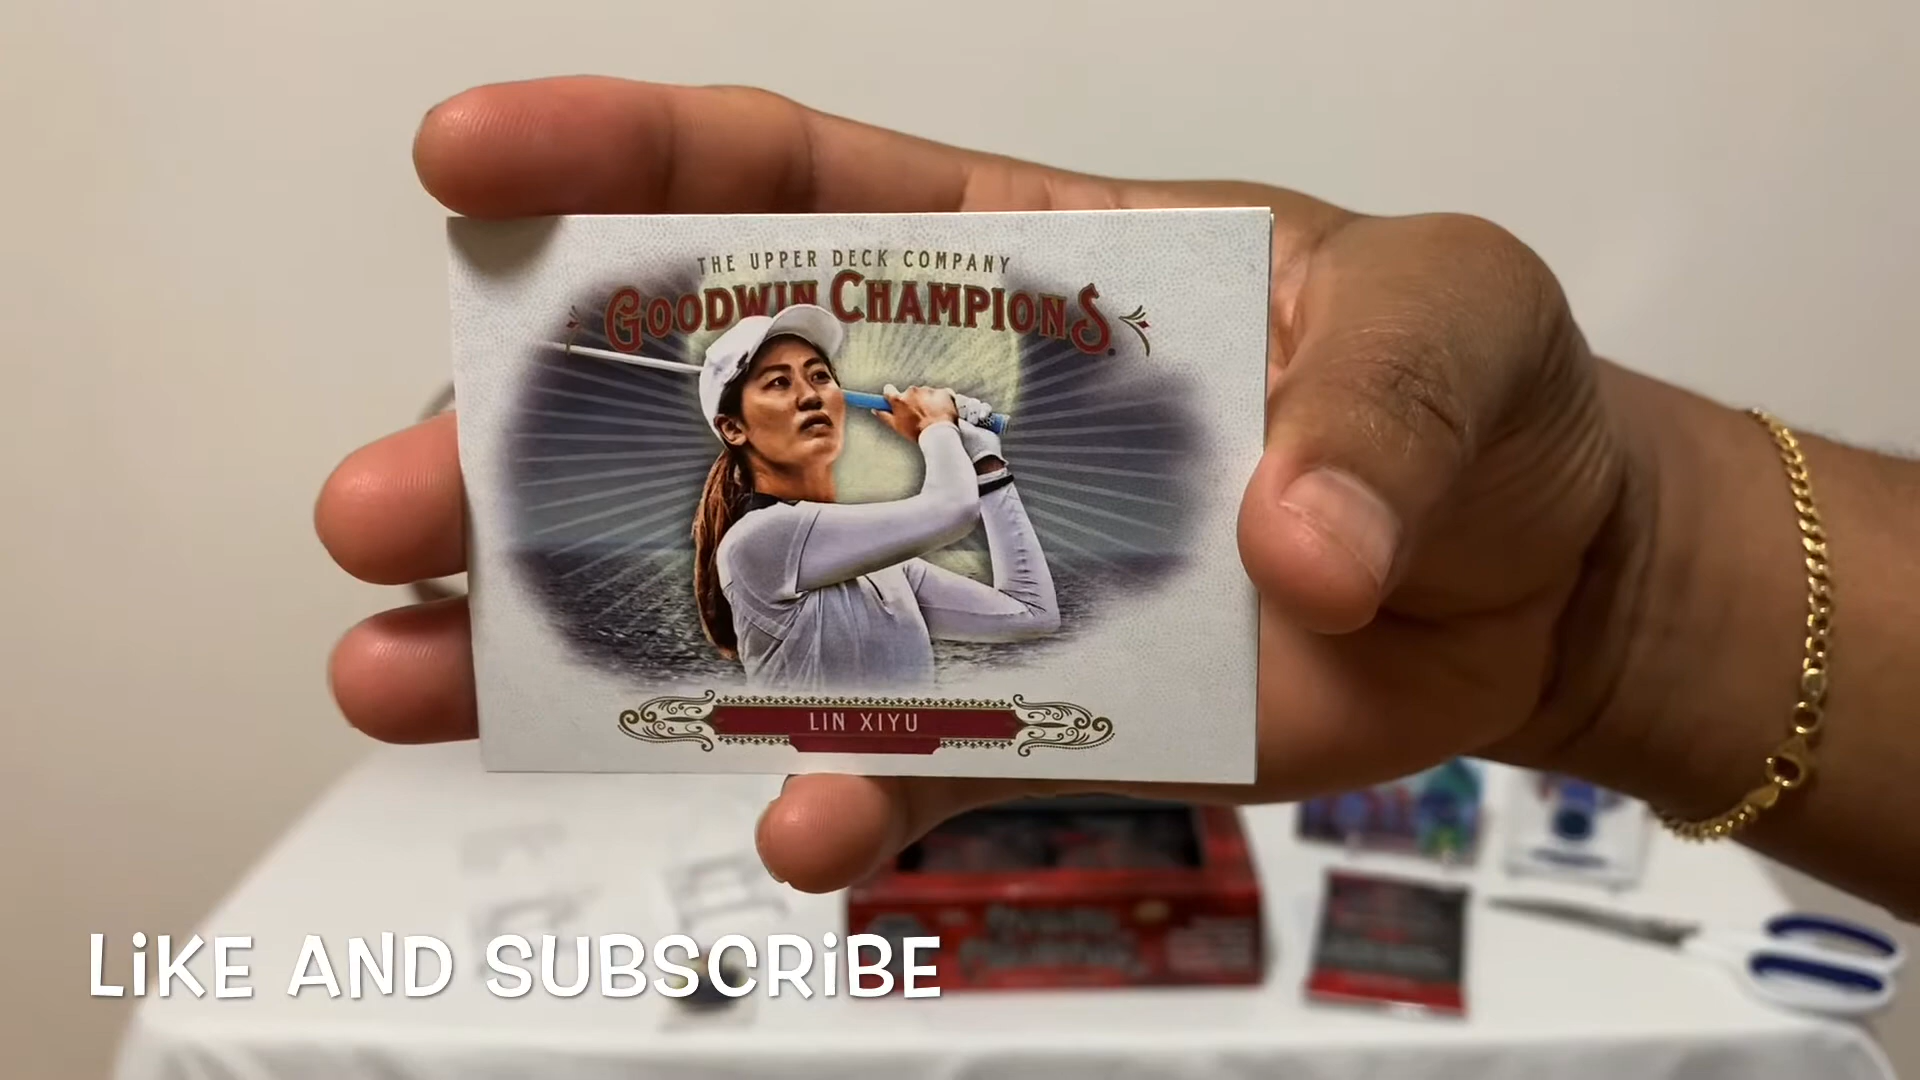 THE UPPER DECK COMPANY
GOODWIN CHAMPIONS
LIN XIYU
LIKE AND SUBSCRIBE